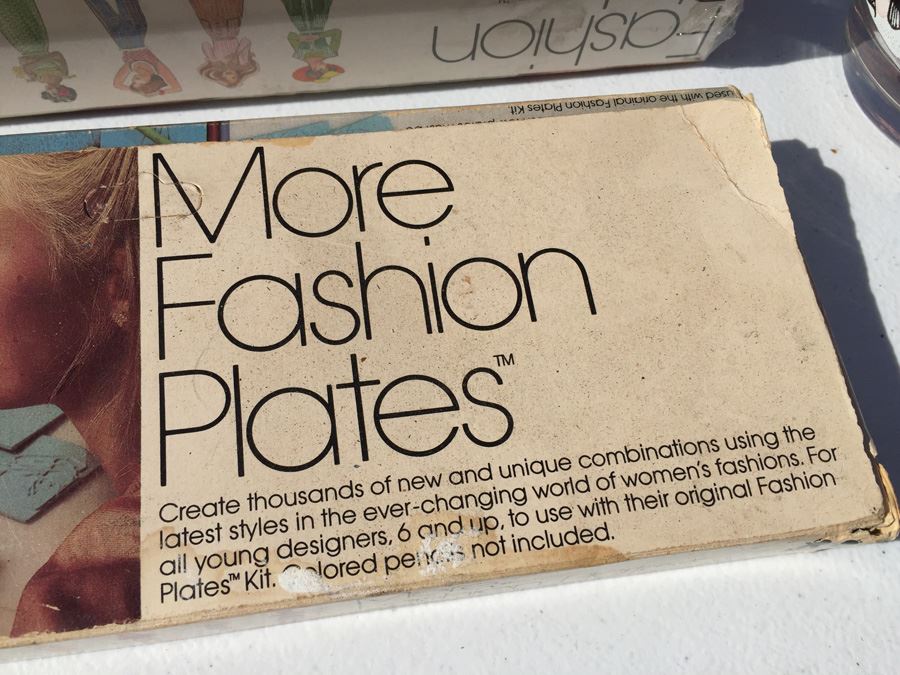 Fashion
used with the original Fashion Plates Kit.
More
Fashion
Plates™
Create thousands of new and unique combinations using the
latest styles in the ever-changing world of women's fashions. For
all young designers, 6 and up, to use with their original Fashion
Plates™ Kit. Colored pencils not included.